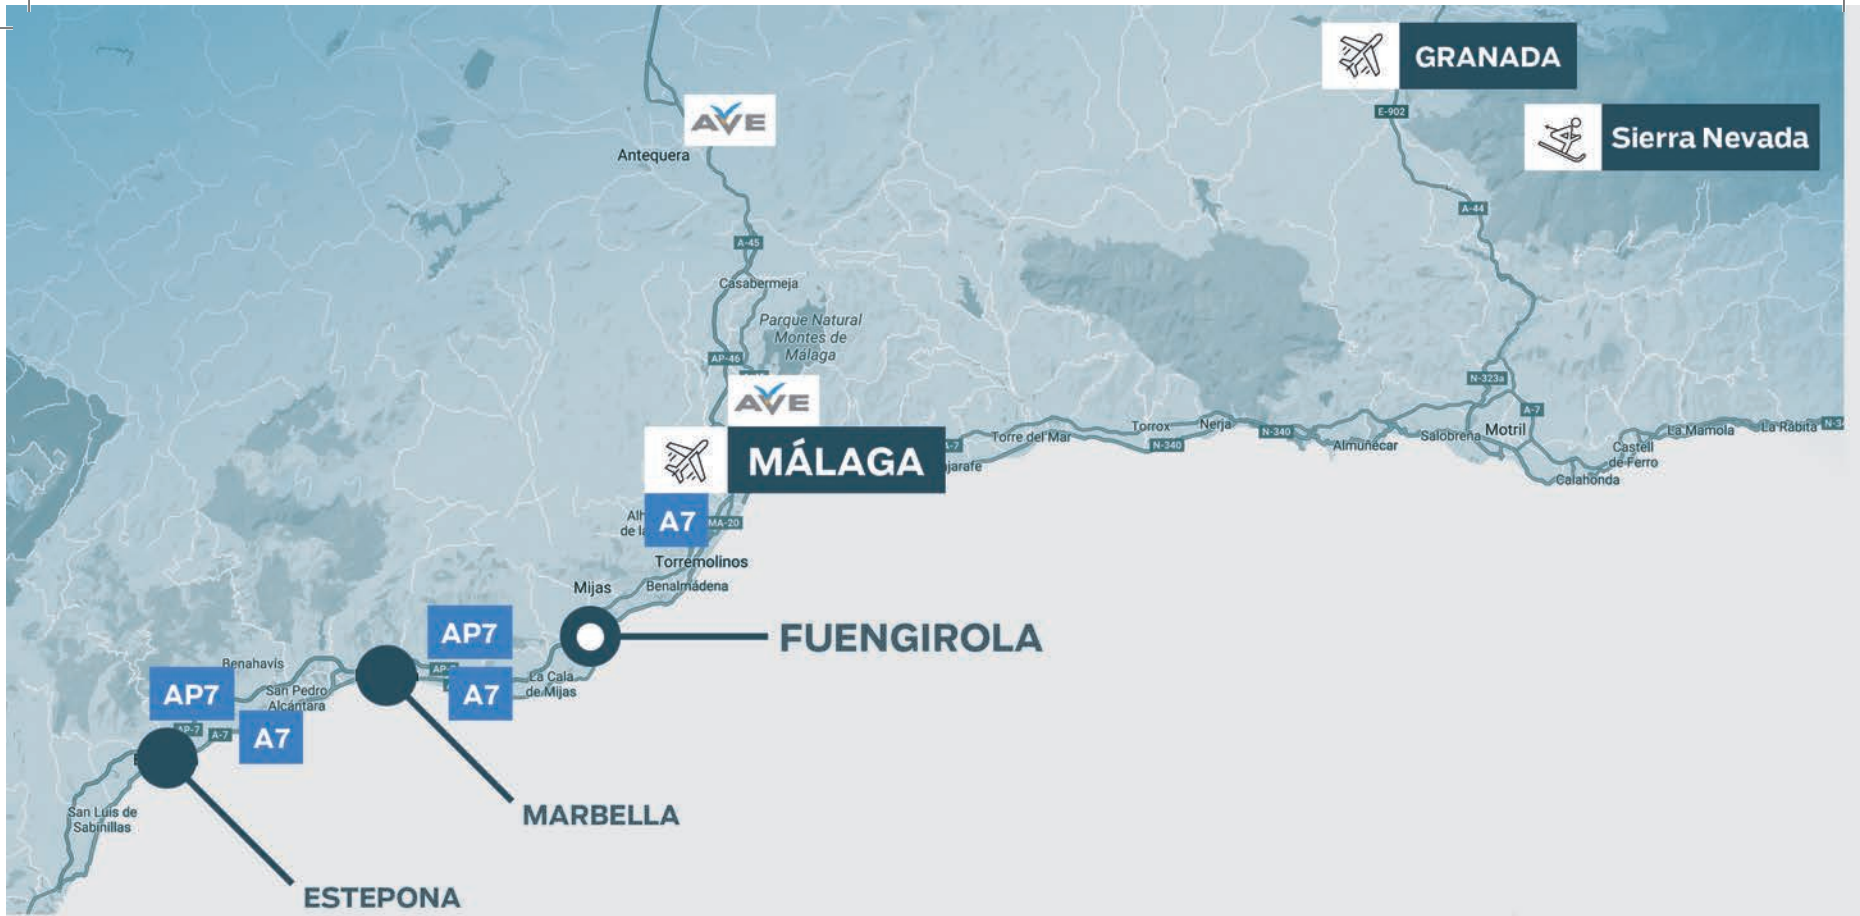 GRANADA
E-902
AVE
Sierra Nevada
Antequera
A-44
A-45
Casabermeja
Parque Natural
Montes de
Málaga
AP-46
N-323a
AVE
A-7
Torre del Mar
Torrox
Nerja
N-340
N-340
Almuñécar
Salobreña
Motril
A-7
La Mamola
La Rábita
Castell
de Ferro
Calahonda
MÁLAGA
A7
MA-20
Torremolinos
Mijas
Benalmádena
AP7
FUENGIROLA
Benahavís
AP7
San Pedro
Alcántara
A7
La Cala
de Mijas
AP-7
A-7
A7
San Luis de
Sabinillas
MARBELLA
ESTEPONA